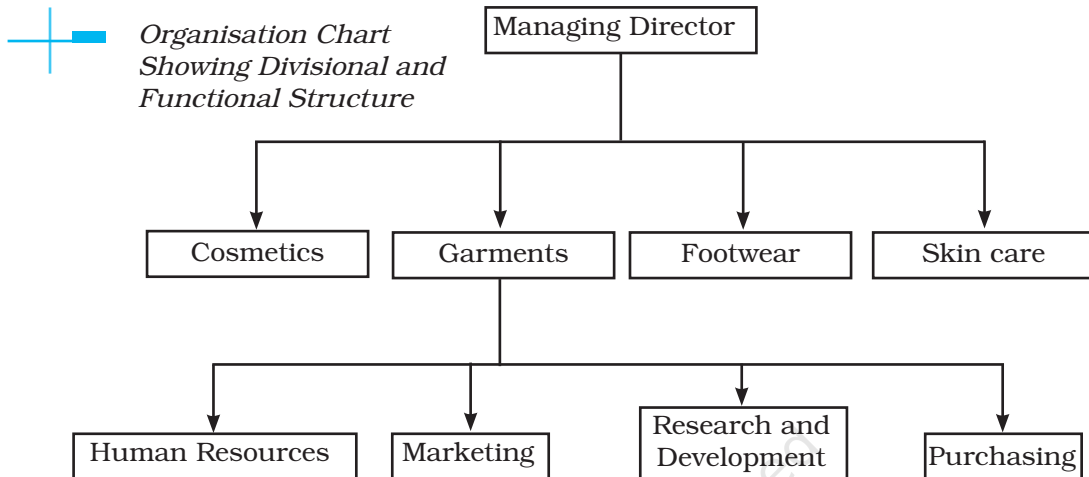 Organisation Chart
Showing Divisional and
Functional Structure
Managing Director
Cosmetics
Garments
Footwear
Skin care
Human Resources
Marketing
Research and
Development
Purchasing